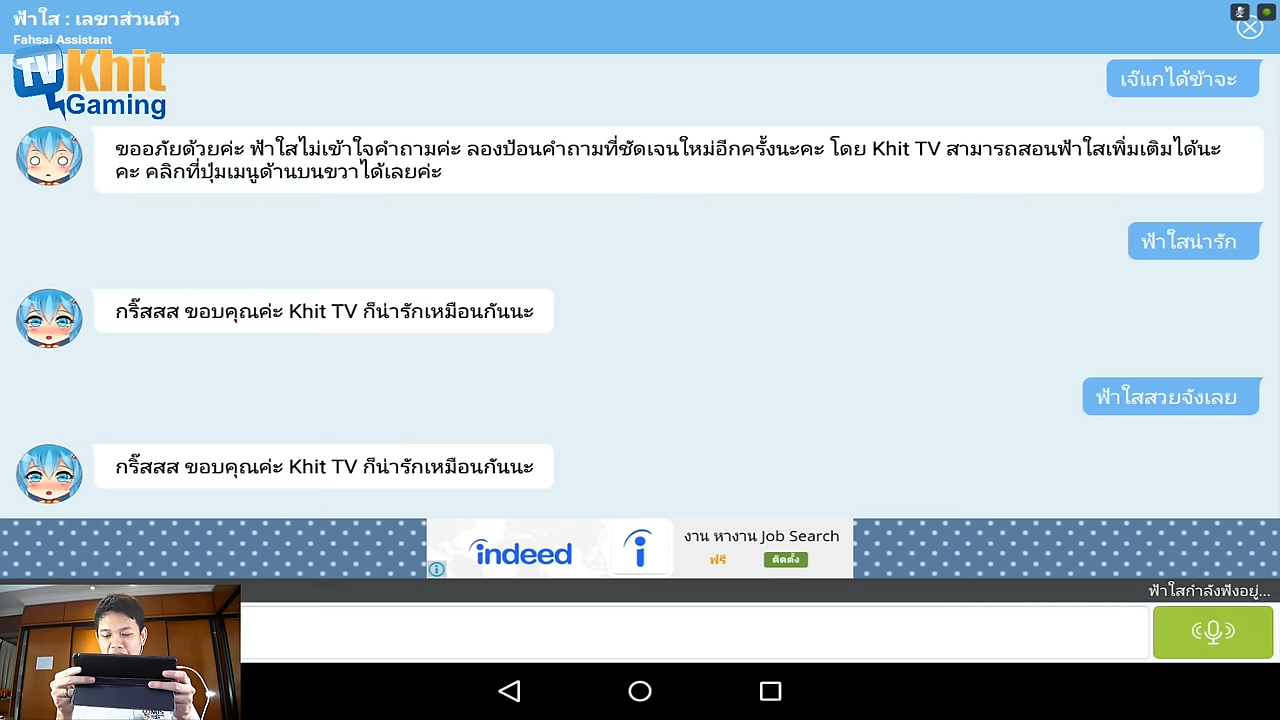 ฟ้าใส : เลขาส่วนตัว
Fahsai Assistant
TV Khit
Gaming
เจ๊แกได้ข้าจะ
ขออภัยด้วยค่ะ ฟ้าใสไม่เข้าใจคำถามค่ะ ลองป้อนคำถามที่ชัดเจนใหม่อีกครั้งนะคะ โดย Khit TV สามารถสอนฟ้าใสเพิ่มเติมได้นะ
คะ คลิกที่ปุ่มเมนูด้านบนขวาได้เลยค่ะ
ฟ้าใสน่ารัก
กริ๊สสส ขอบคุณค่ะ Khit TV ก็น่ารักเหมือนกันนะ
ฟ้าใสสวยจังเลย
กริ๊สสส ขอบคุณค่ะ Khit TV ก็น่ารักเหมือนกันนะ
indeed
งาน หางาน Job Search
ฟรี
ติดตั้ง
ฟ้าใสกำลังฟังอยู่...